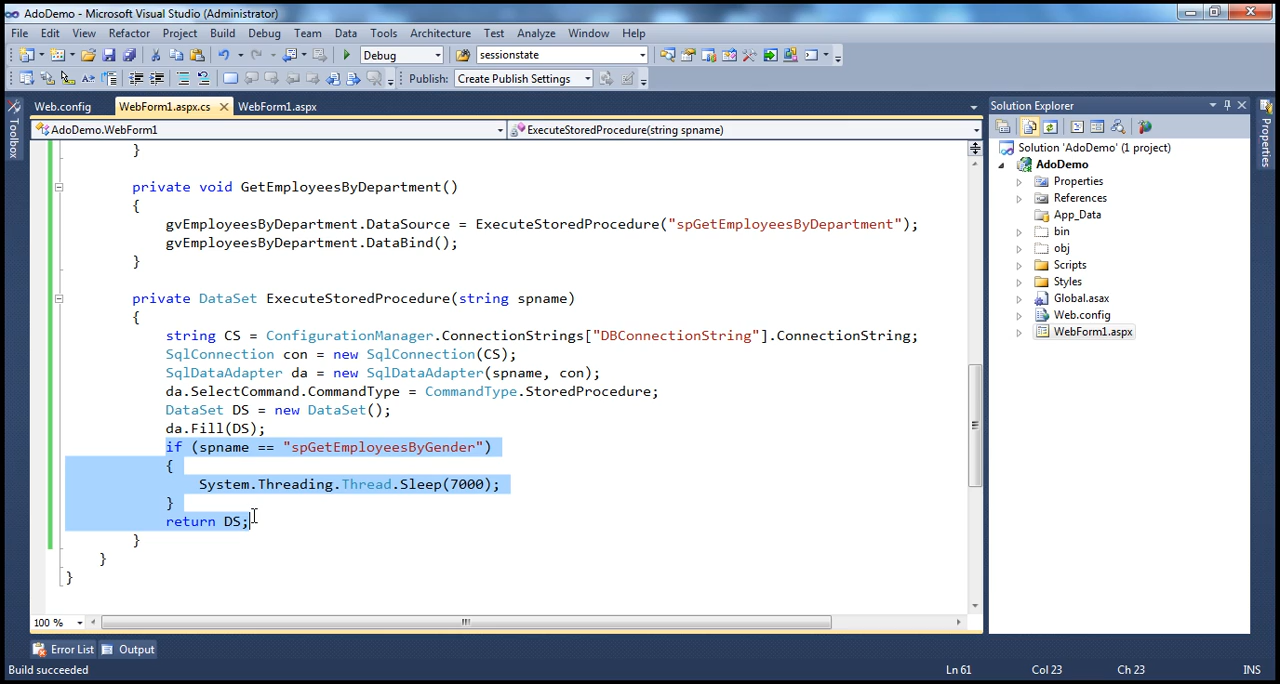 AdoDemo - Microsoft Visual Studio (Administrator)
File Edit View Refactor Project Build Debug Team Data Tools Architecture Test Analyze Window Help
Debug sessionstate
Publish: Create Publish Settings
Web.config WebForm1.aspx.cs WebForm1.aspx
AdoDemo.WebForm1 ExecuteStoredProcedure(string spname)
Toolbox
}
private void GetEmployeesByDepartment()
{
gvEmployeesByDepartment.DataSource = ExecuteStoredProcedure("spGetEmployeesByDepartment");
gvEmployeesByDepartment.DataBind();
}
private DataSet ExecuteStoredProcedure(string spname)
{
string CS = ConfigurationManager.ConnectionStrings["DBConnectionString"].ConnectionString;
SqlConnection con = new SqlConnection(CS);
SqlDataAdapter da = new SqlDataAdapter(spname, con);
da.SelectCommand.CommandType = CommandType.StoredProcedure;
DataSet DS = new DataSet();
da.Fill(DS);
if (spname == "spGetEmployeesByGender")
{
System.Threading.Thread.Sleep(7000);
}
return DS;
}
}
}
100 %
Solution Explorer
Solution 'AdoDemo' (1 project)
AdoDemo
Properties
References
App_Data
bin
obj
Scripts
Styles
Global.asax
Web.config
WebForm1.aspx
Properties
Error List Output
Build succeeded Ln 61 Col 23 Ch 23 INS